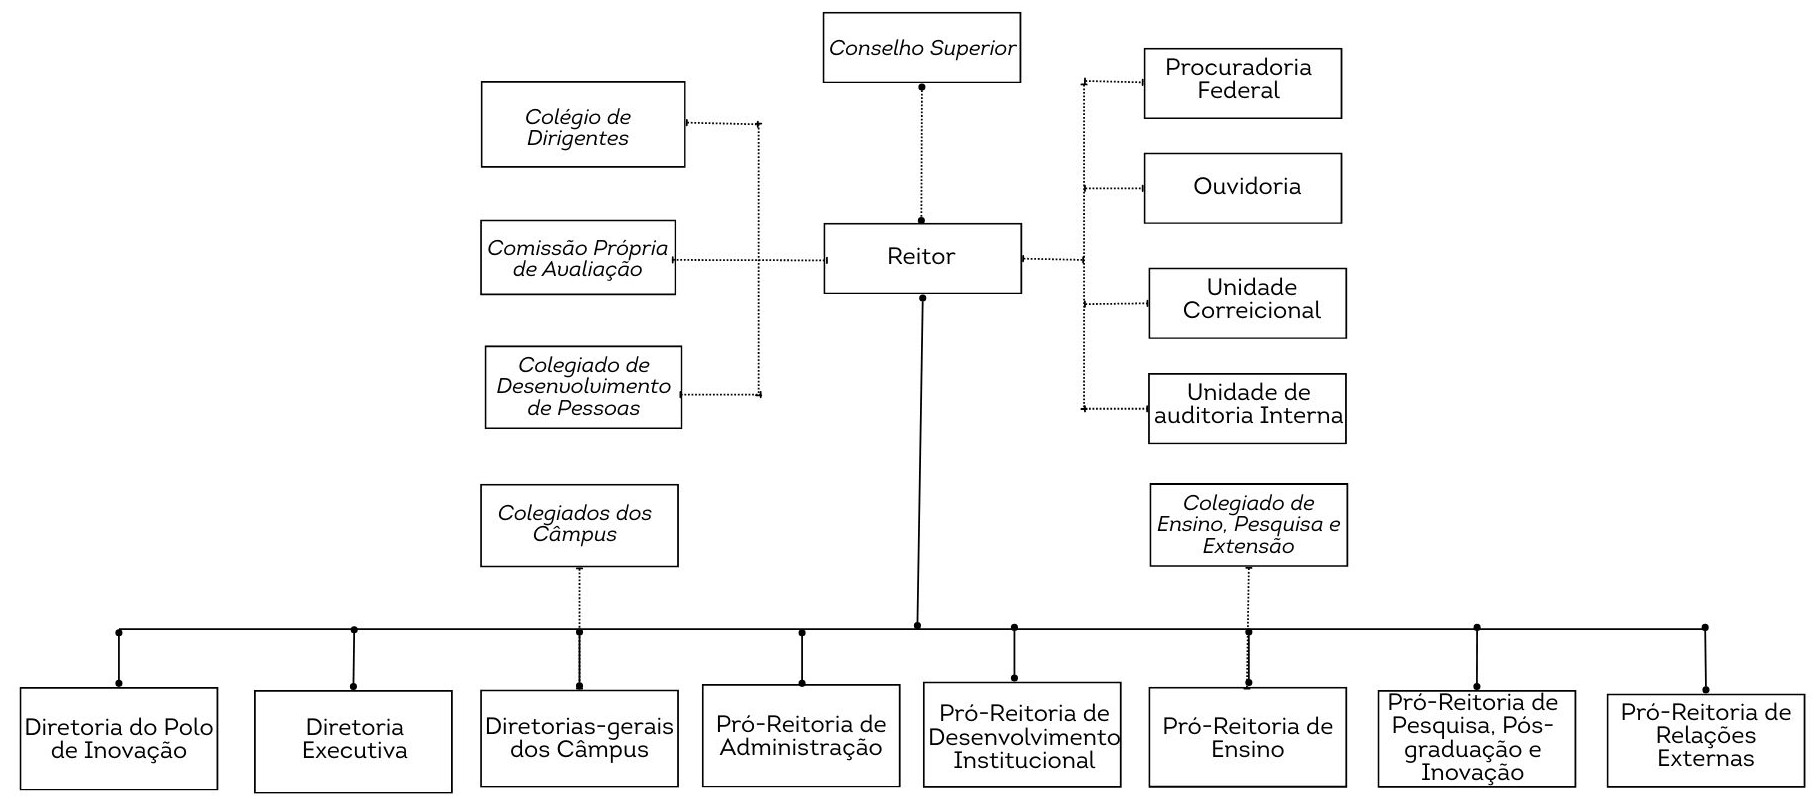 Conselho Superior
Procuradoria
Federal
Colégio de
Dirigentes
Ouvidoria
Comissão Própria
de Avaliação
Reitor
Unidade
Correicional
Colegiado de
Desenvolvimento
de Pessoas
Unidade de
auditoria Interna
Colegiados dos
Câmpus
Colegiado de
Ensino, Pesquisa e
Extensão
Diretoria do Polo
de Inovação
Diretoria
Executiva
Diretorias-gerais
dos Câmpus
Pró-Reitoria de
Administração
Pró-Reitoria de
Desenvolvimento
Institucional
Pró-Reitoria de
Ensino
Pró-Reitoria de
Pesquisa, Pós-
graduação e
Inovação
Pró-Reitoria de
Relações
Externas